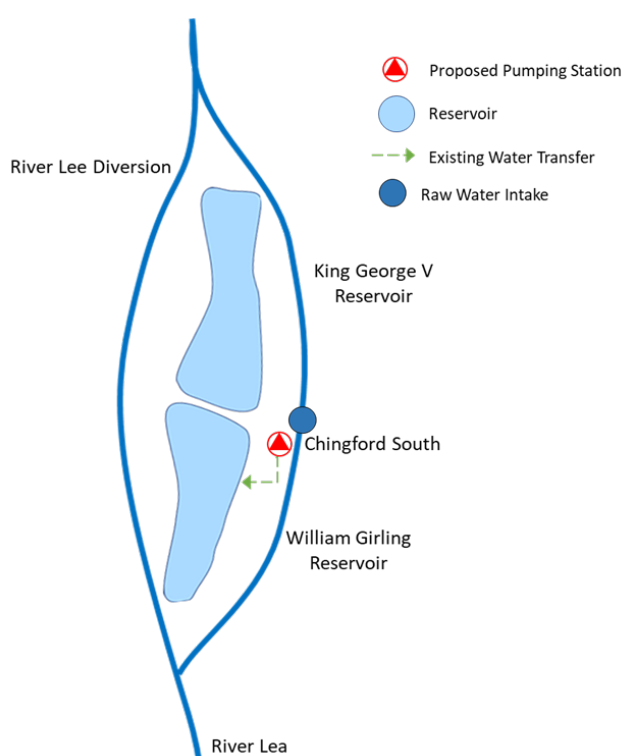 Proposed Pumping Station
Reservoir
Existing Water Transfer
Raw Water Intake
River Lee Diversion
King George V
Reservoir
Chingford South
William Girling
Reservoir
River Lea